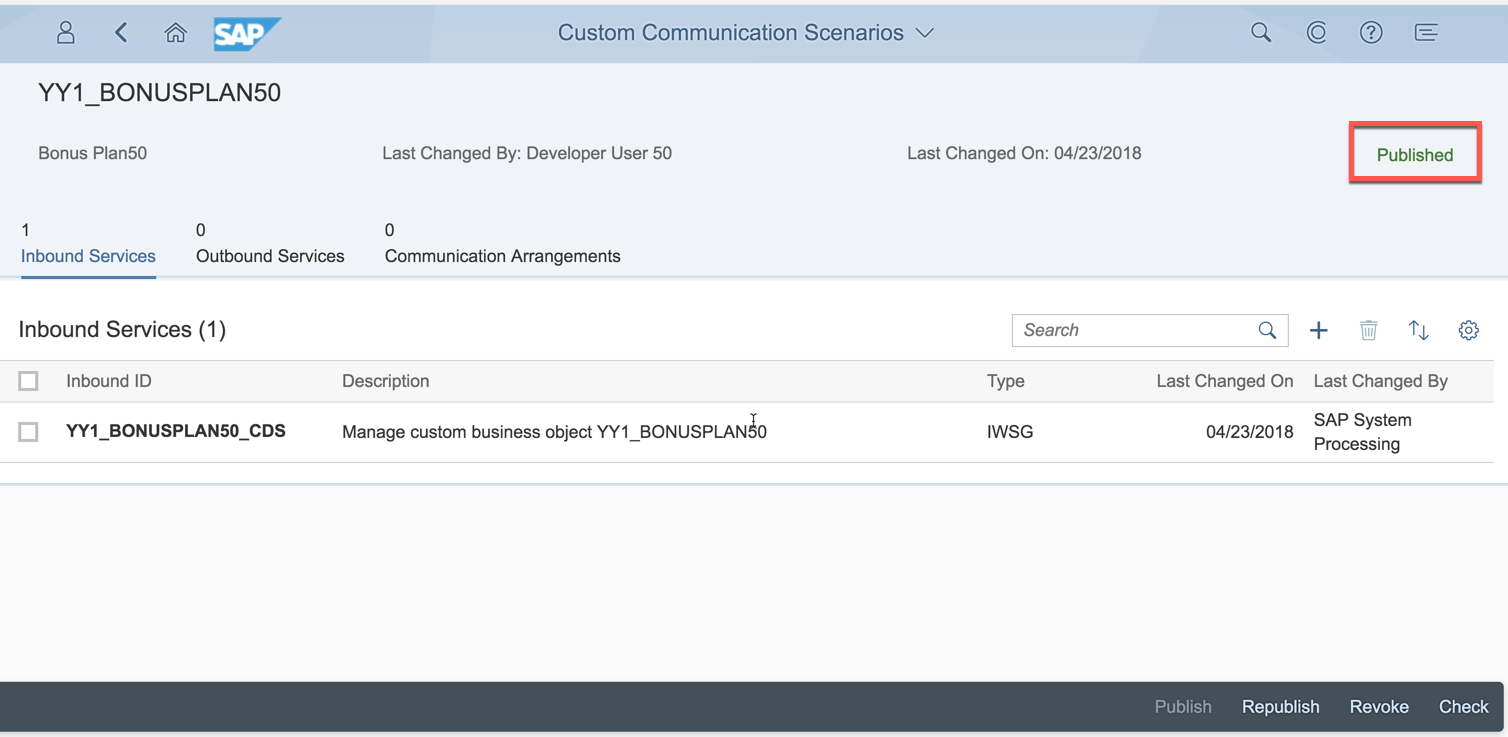 SAP
Custom Communication Scenarios
YY1_BONUSPLAN50
Bonus Plan50
Last Changed By: Developer User 50
Last Changed On: 04/23/2018
Published
1
Inbound Services
0
Outbound Services
0
Communication Arrangements
Inbound Services (1)
Search
Inbound ID
Description
Type
Last Changed On
Last Changed By
YY1_BONUSPLAN50_CDS
Manage custom business object YY1_BONUSPLAN50
IWSG
04/23/2018
SAP System
Processing
Publish
Republish
Revoke
Check